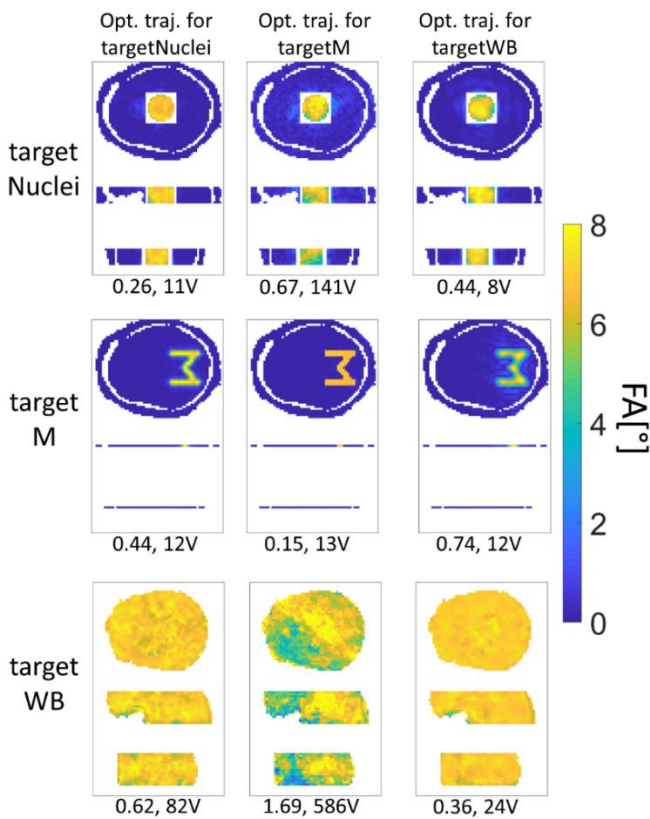 Opt. traj. for
targetNuclei
Opt. traj. for
targetM
Opt. traj. for
targetWB
target
Nuclei
0.26, 11V
0.67, 141V
0.44, 8V
target
M
0.44, 12V
0.15, 13V
0.74, 12V
target
WB
0.62, 82V
1.69, 586V
0.36, 24V
8
6
4
2
0
FA[°]